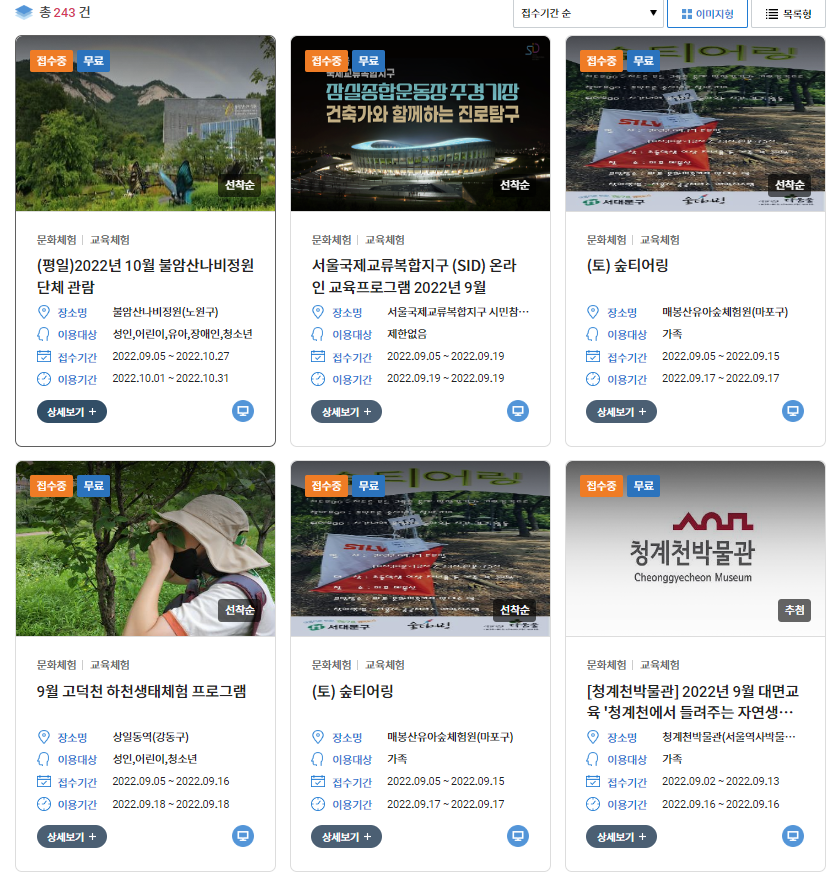 총 243 건
접수기간 순
이미지형
목록형
접수중
무료
선착순
문화체험 | 교육체험
(평일)2022년 10월 불암산나비정원
단체 관람
장소명 불암산나비정원(노원구)
이용대상 성인,어린이,유아,장애인,청소년
접수기간 2022.09.05 ~ 2022.10.27
이용기간 2022.10.01 ~ 2022.10.31
상세보기 +
접수중
무료
국제교류복합지구
잠실종합운동장 주경기장
건축가와 함께하는 진로탐구
선착순
문화체험 | 교육체험
서울국제교류복합지구 (SID) 온라
인 교육프로그램 2022년 9월
장소명 서울국제교류복합지구 시민참···
이용대상 제한없음
접수기간 2022.09.05 ~ 2022.09.19
이용기간 2022.09.19 ~ 2022.09.19
상세보기 +
접수중
무료
숲티어링
서대문구
선착순
문화체험 | 교육체험
(토) 숲티어링
장소명 매봉산유아숲체험원(마포구)
이용대상 가족
접수기간 2022.09.05 ~ 2022.09.15
이용기간 2022.09.17 ~ 2022.09.17
상세보기 +
접수중
무료
선착순
문화체험 | 교육체험
9월 고덕천 하천생태체험 프로그램
장소명 상일동역(강동구)
이용대상 성인,어린이,청소년
접수기간 2022.09.05 ~ 2022.09.16
이용기간 2022.09.18 ~ 2022.09.18
상세보기 +
접수중
무료
숲티어링
서대문구
선착순
문화체험 | 교육체험
(토) 숲티어링
장소명 매봉산유아숲체험원(마포구)
이용대상 가족
접수기간 2022.09.05 ~ 2022.09.15
이용기간 2022.09.17 ~ 2022.09.17
상세보기 +
접수중
무료
청계천박물관
Cheonggyecheon Museum
추첨
문화체험 | 교육체험
[청계천박물관] 2022년 9월 대면교
육 '청계천에서 들려주는 자연생···
장소명 청계천박물관(서울역사박물···
이용대상 가족
접수기간 2022.09.02 ~ 2022.09.13
이용기간 2022.09.16 ~ 2022.09.16
상세보기 +